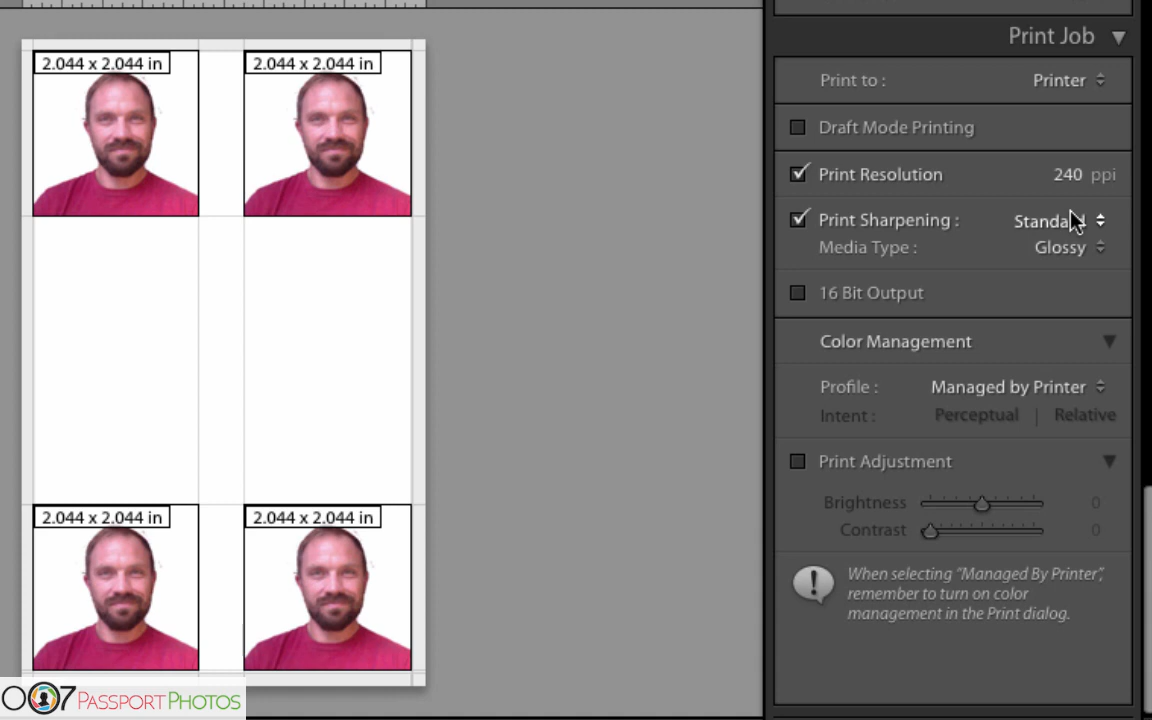 2.044 x 2.044 in
2.044 x 2.044 in
2.044 x 2.044 in
2.044 x 2.044 in
007 PASSPORTPHOTOS
Print Job
Print to : Printer
Draft Mode Printing
Print Resolution 240 ppi
Print Sharpening :
Media Type : Glossy
16 Bit Output
Color Management
Profile : Managed by Printer
Intent : Perceptual | Relative
Print Adjustment
Brightness 0
Contrast 0
When selecting “Managed By Printer”,
remember to turn on color
management in the Print dialog.